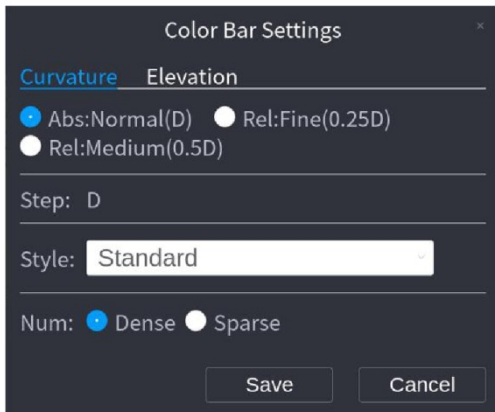 Color Bar Settings ×
Curvature Elevation
Abs:Normal(D) Rel:Fine(0.25D)
Rel:Medium(0.5D)
Step: D
Style: Standard
Num: Dense Sparse
Save Cancel